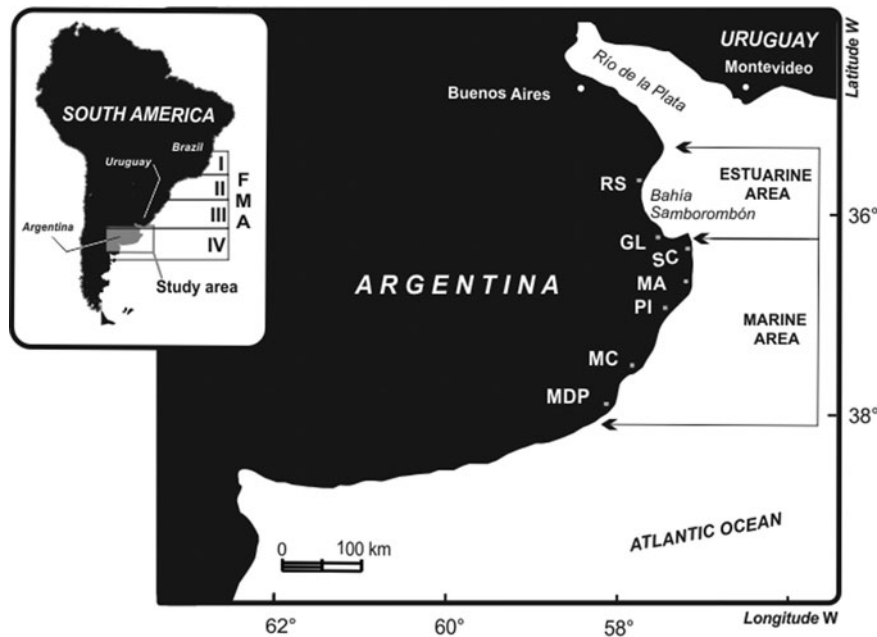 SOUTH AMERICA
Brazil
Uruguay
Argentina
I
II
III
IV
F
M
A
Study area
URUGUAY
Montevideo
Río de la Plata
Buenos Aires
RS
Bahía
Samborombón
GL
SC
MA
PI
MC
MDP
ARGENTINA
ESTUARINE
AREA
MARINE
AREA
ATLANTIC OCEAN
0 100 km
Latitude W
36°
38°
62° 60° 58°
Longitude W